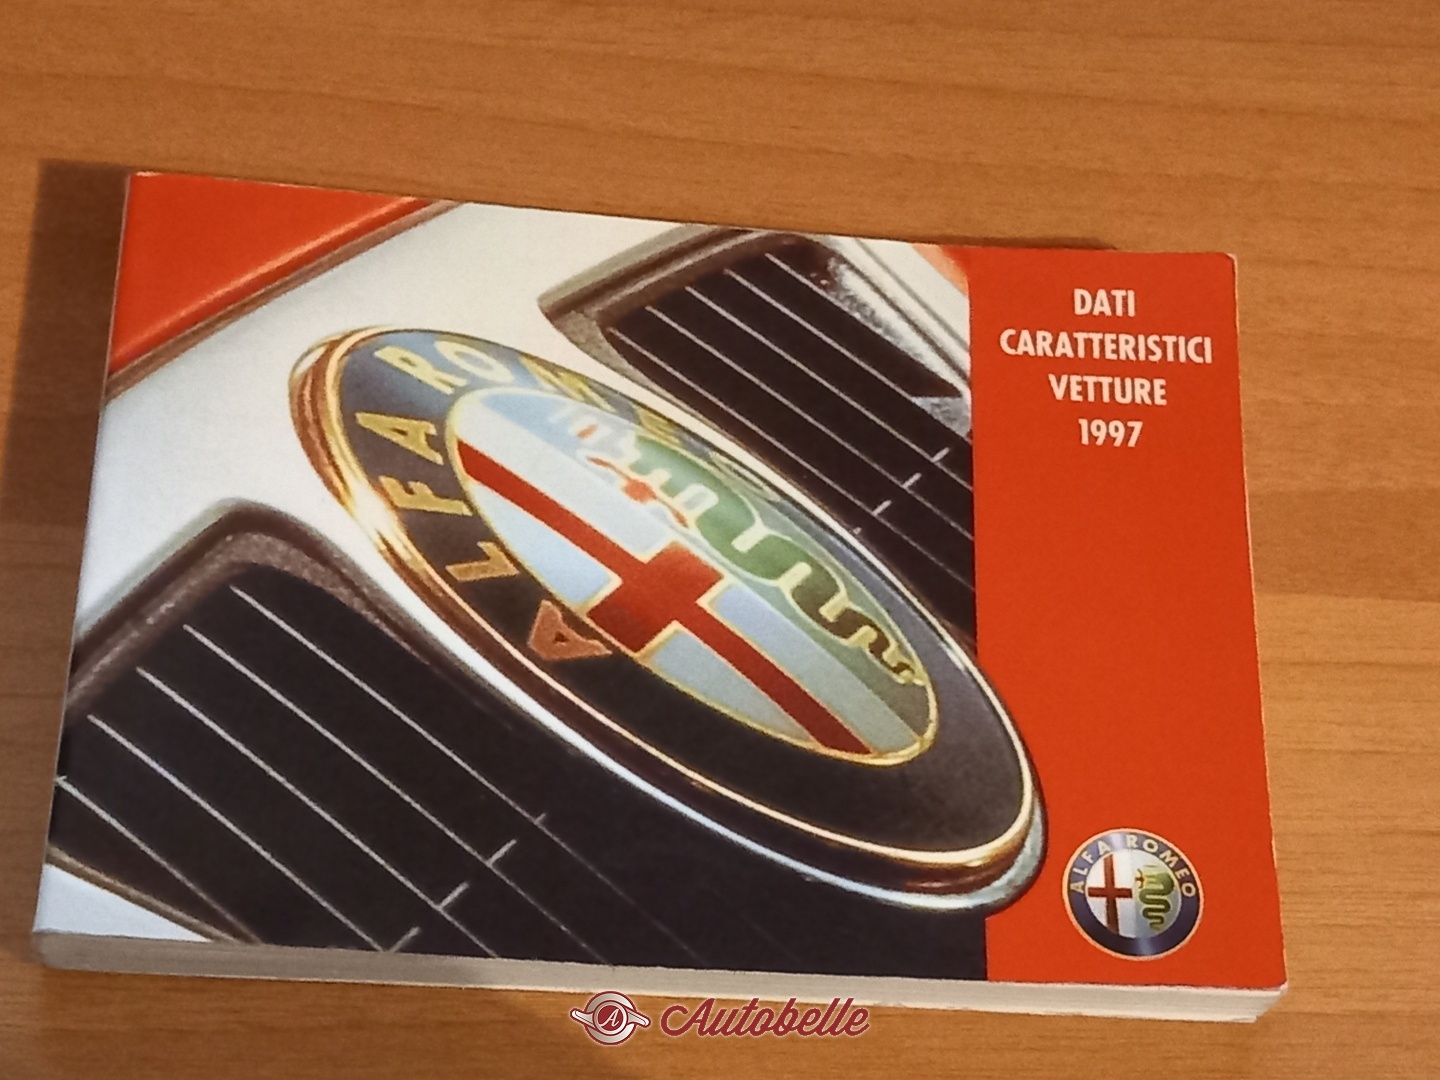 DATI
CARATTERISTICI
VETTURE
1997
ALFA ROMEO
ALFA ROMEO
A
Autobelle